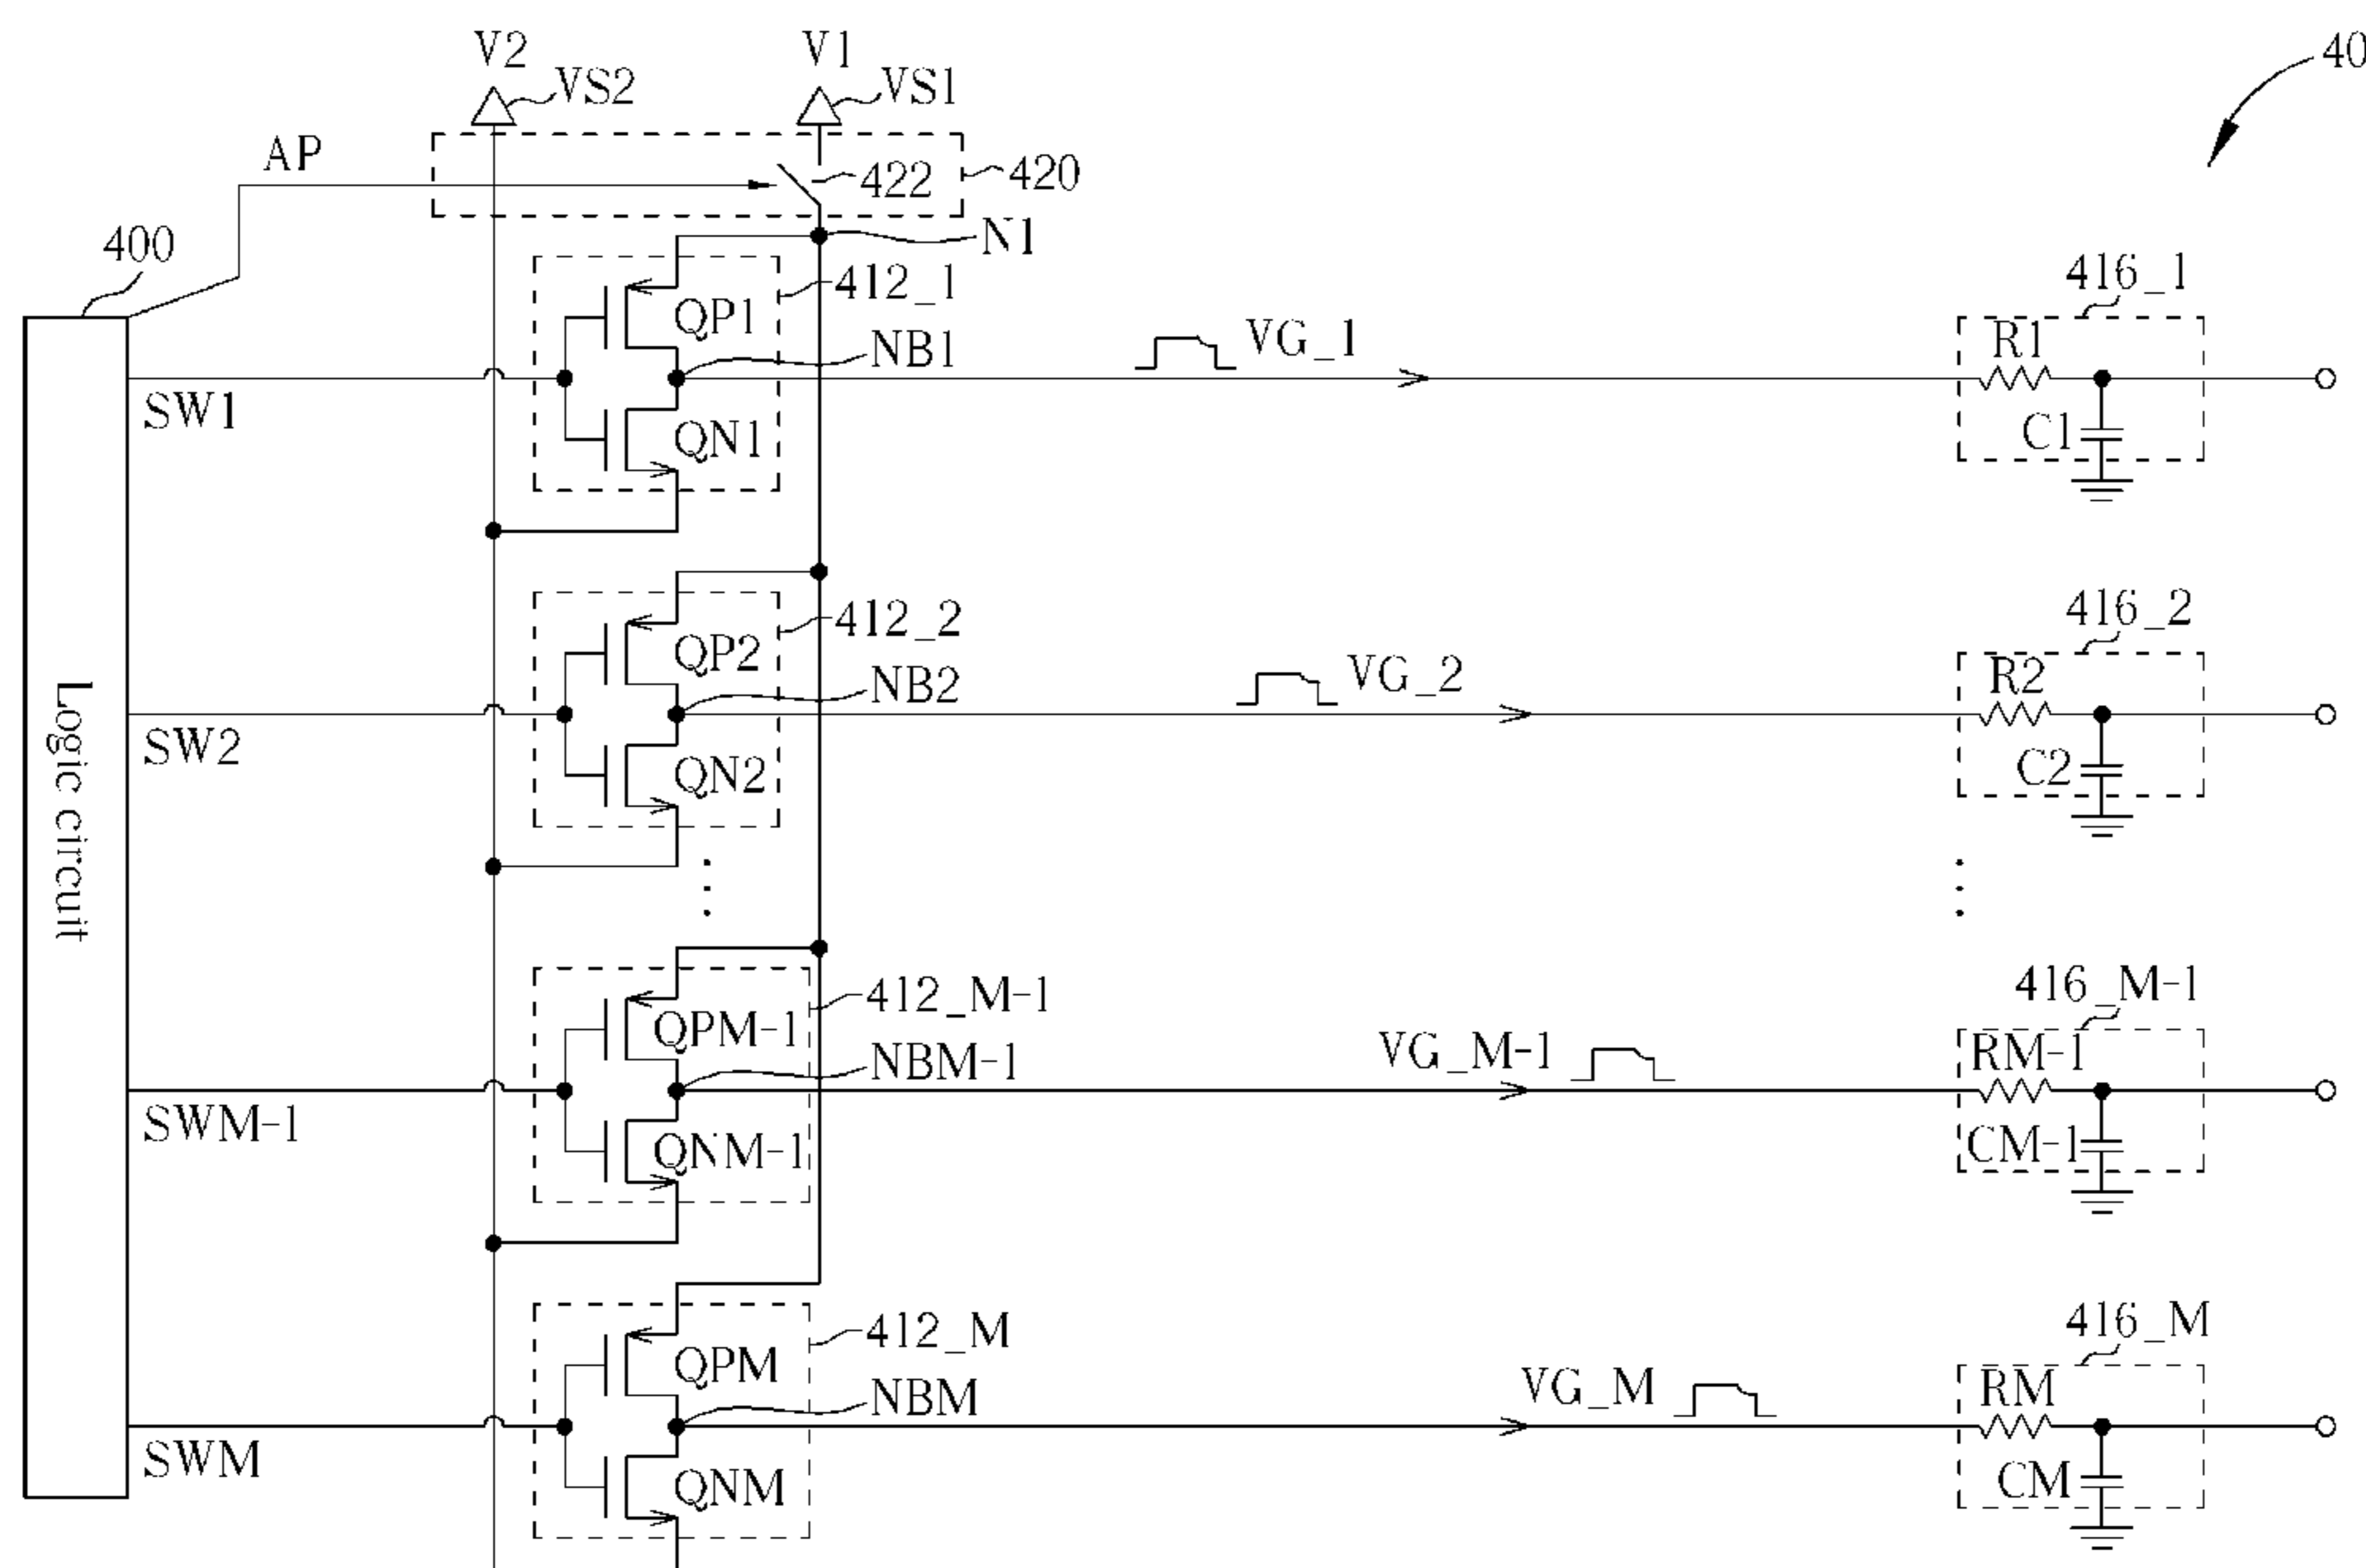 V2
V1
40
VS2
VS1
AP
422
420
N1
400
412_1
416_1
QP1
VG_1
R1
NB1
SW1
QN1
C1
412_2
416_2
QP2
VG_2
R2
NB2
SW2
QN2
C2
Logic circuit
412_M-1
416_M-1
QPM-1
VG_M-1
RM-1
NBM-1
SWM-1
QNM-1
CM-1
412_M
416_M
QPM
VG_M
RM
NBM
SWM
QNM
CM